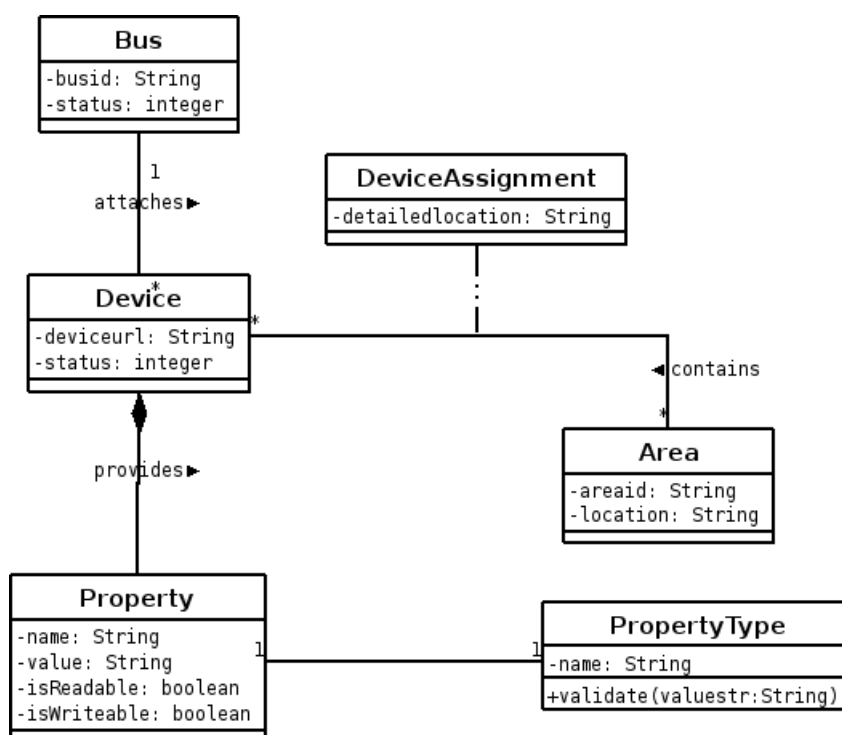 Bus
-busid: String
-status: integer
1
attaches►
DeviceAssignment
-detailedlocation: String
*
Device
-deviceurl: String
-status: integer
*
◄contains
*
Area
-areaid: String
-location: String
provides►
Property
-name: String
-value: String
-isReadable: boolean
-isWriteable: boolean
1
1
PropertyType
-name: String
+validate(valuestr:String)